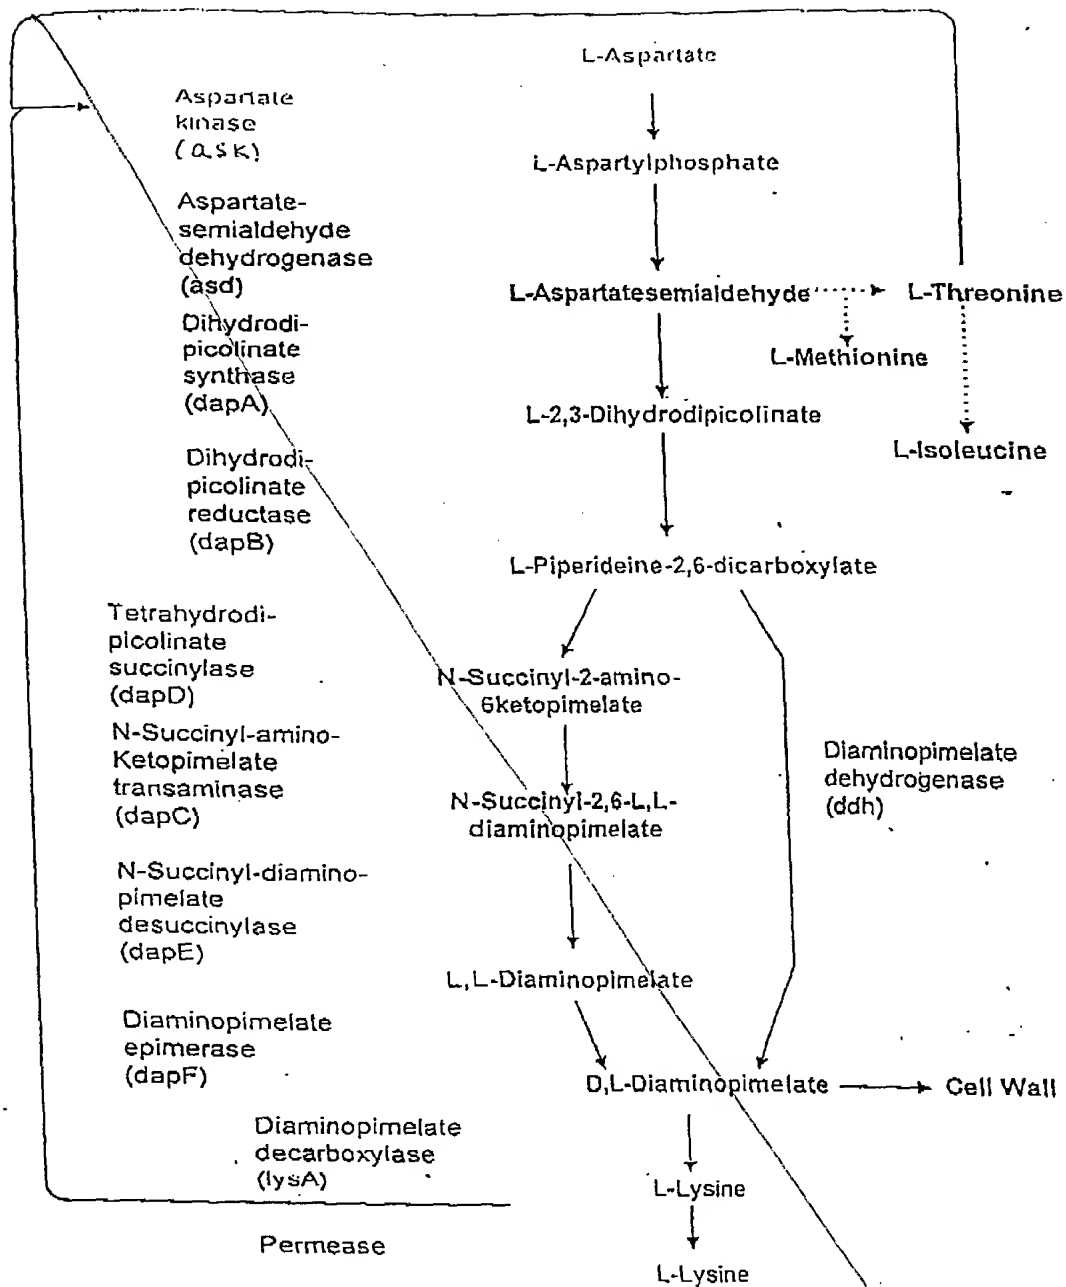 L-Aspartate
Aspartate
kinase
(ask)
L-Aspartylphosphate
Aspartate-
semialdehyde
dehydrogenase
(asd)
L-Aspartatesemialdehyde
L-Threonine
Dihydrodi-
picolinate
synthase
(dapA)
L-Methionine
L-2,3-Dihydrodipicolinate
L-Isoleucine
Dihydrodi-
picolinate
reductase
(dapB)
L-Piperideine-2,6-dicarboxylate
Tetrahydrodi-
picolinate
succinylase
(dapD)
N-Succinyl-2-amino-
6ketopimelate
N-Succinyl-amino-
Ketopimelate
transaminase
(dapC)
N-Succinyl-2,6-L,L-
diaminopimelate
Diaminopimelate
dehydrogenase
(ddh)
N-Succinyl-diamino-
pimelate
desuccinylase
(dapE)
L,L-Diaminopimelate
Diaminopimelate
epimerase
(dapF)
D,L-Diaminopimelate
Cell Wall
Diaminopimelate
decarboxylase
(lysA)
L-Lysine
Permease
L-Lysine